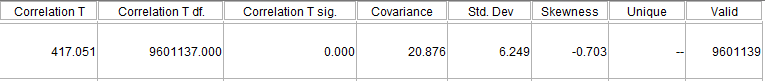 Correlation T Correlation T df. Correlation T sig. Covariance Std. Dev Skewness Unique Valid
417.051 9601137.000 0.000 20.876 6.249 -0.703 -- 9601139